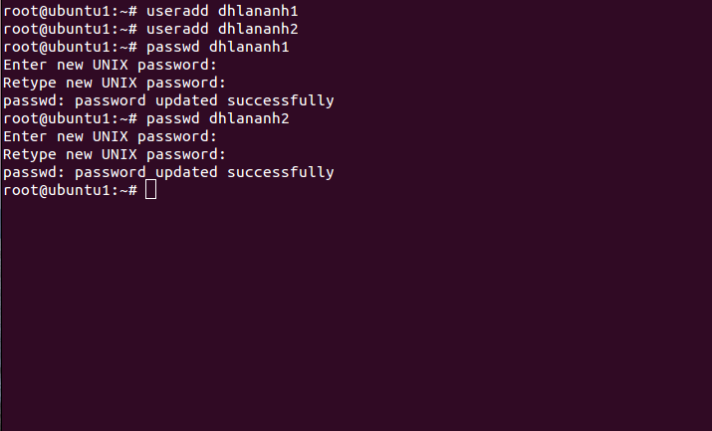 root@ubuntu1:~# useradd dhlananh1
root@ubuntu1:~# useradd dhlananh2
root@ubuntu1:~# passwd dhlananh1
Enter new UNIX password:
Retype new UNIX password:
passwd: password updated successfully
root@ubuntu1:~# passwd dhlananh2
Enter new UNIX password:
Retype new UNIX password:
passwd: password updated successfully
root@ubuntu1:~#